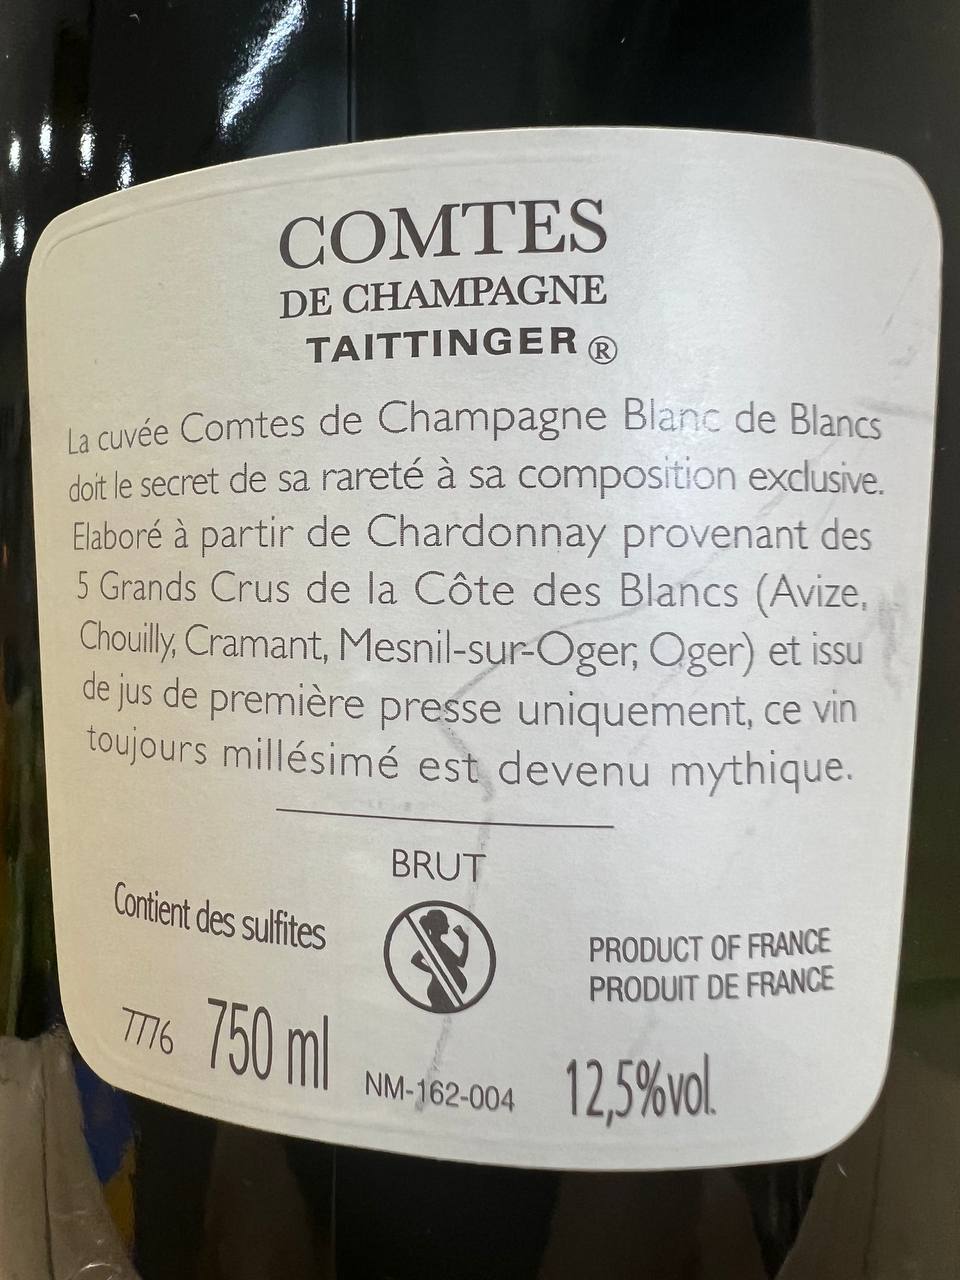 COMTES
DE CHAMPAGNE
TAITTINGER ®
La cuvée Comtes de Champagne Blanc de Blancs
doit le secret de sa rareté à sa composition exclusive.
Elaboré à partir de Chardonnay provenant des
5 Grands Crus de la Côte des Blancs (Avize,
Chouilly, Cramant, Mesnil-sur-Oger, Oger) et issu
de jus de première presse uniquement, ce vin
toujours millésimé est devenu mythique.
BRUT
Contient des sulfites
PRODUCT OF FRANCE
PRODUIT DE FRANCE
7776 750 ml
NM-162-004
12,5%vol.